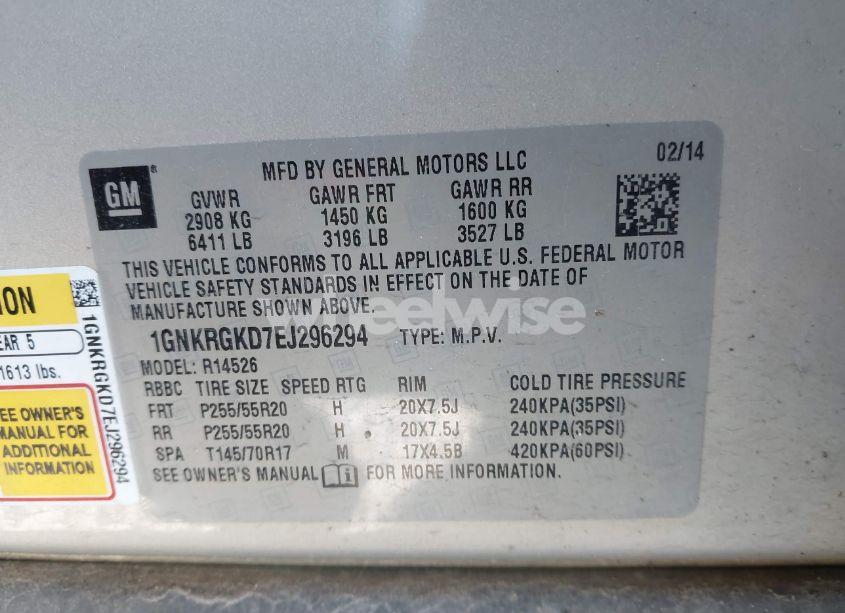 MFD BY GENERAL MOTORS LLC
02/14
GM
GVWR GAWR FRT GAWR RR
2908 KG 1450 KG 1600 KG
6411 LB 3196 LB 3527 LB
THIS VEHICLE CONFORMS TO ALL APPLICABLE U.S. FEDERAL MOTOR
VEHICLE SAFETY STANDARDS IN EFFECT ON THE DATE OF
MANUFACTURE SHOWN ABOVE.
1GNKRGKD7EJ296294 TYPE: M.P.V.
MODEL: R14526
RBBC TIRE SIZE SPEED RTG RIM COLD TIRE PRESSURE
FRT P255/55R20 H 20X7.5J 240KPA(35PSI)
RR P255/55R20 H 20X7.5J 240KPA(35PSI)
SPA T145/70R17 M 17X4.5B 420KPA(60PSI)
SEE OWNER'S MANUAL FOR MORE INFORMATION.
ION
EAR 5
1613 lbs.
SEE OWNER'S
MANUAL FOR
ADDITIONAL
INFORMATION
1GNKRGKD7EJ296294
reelwise